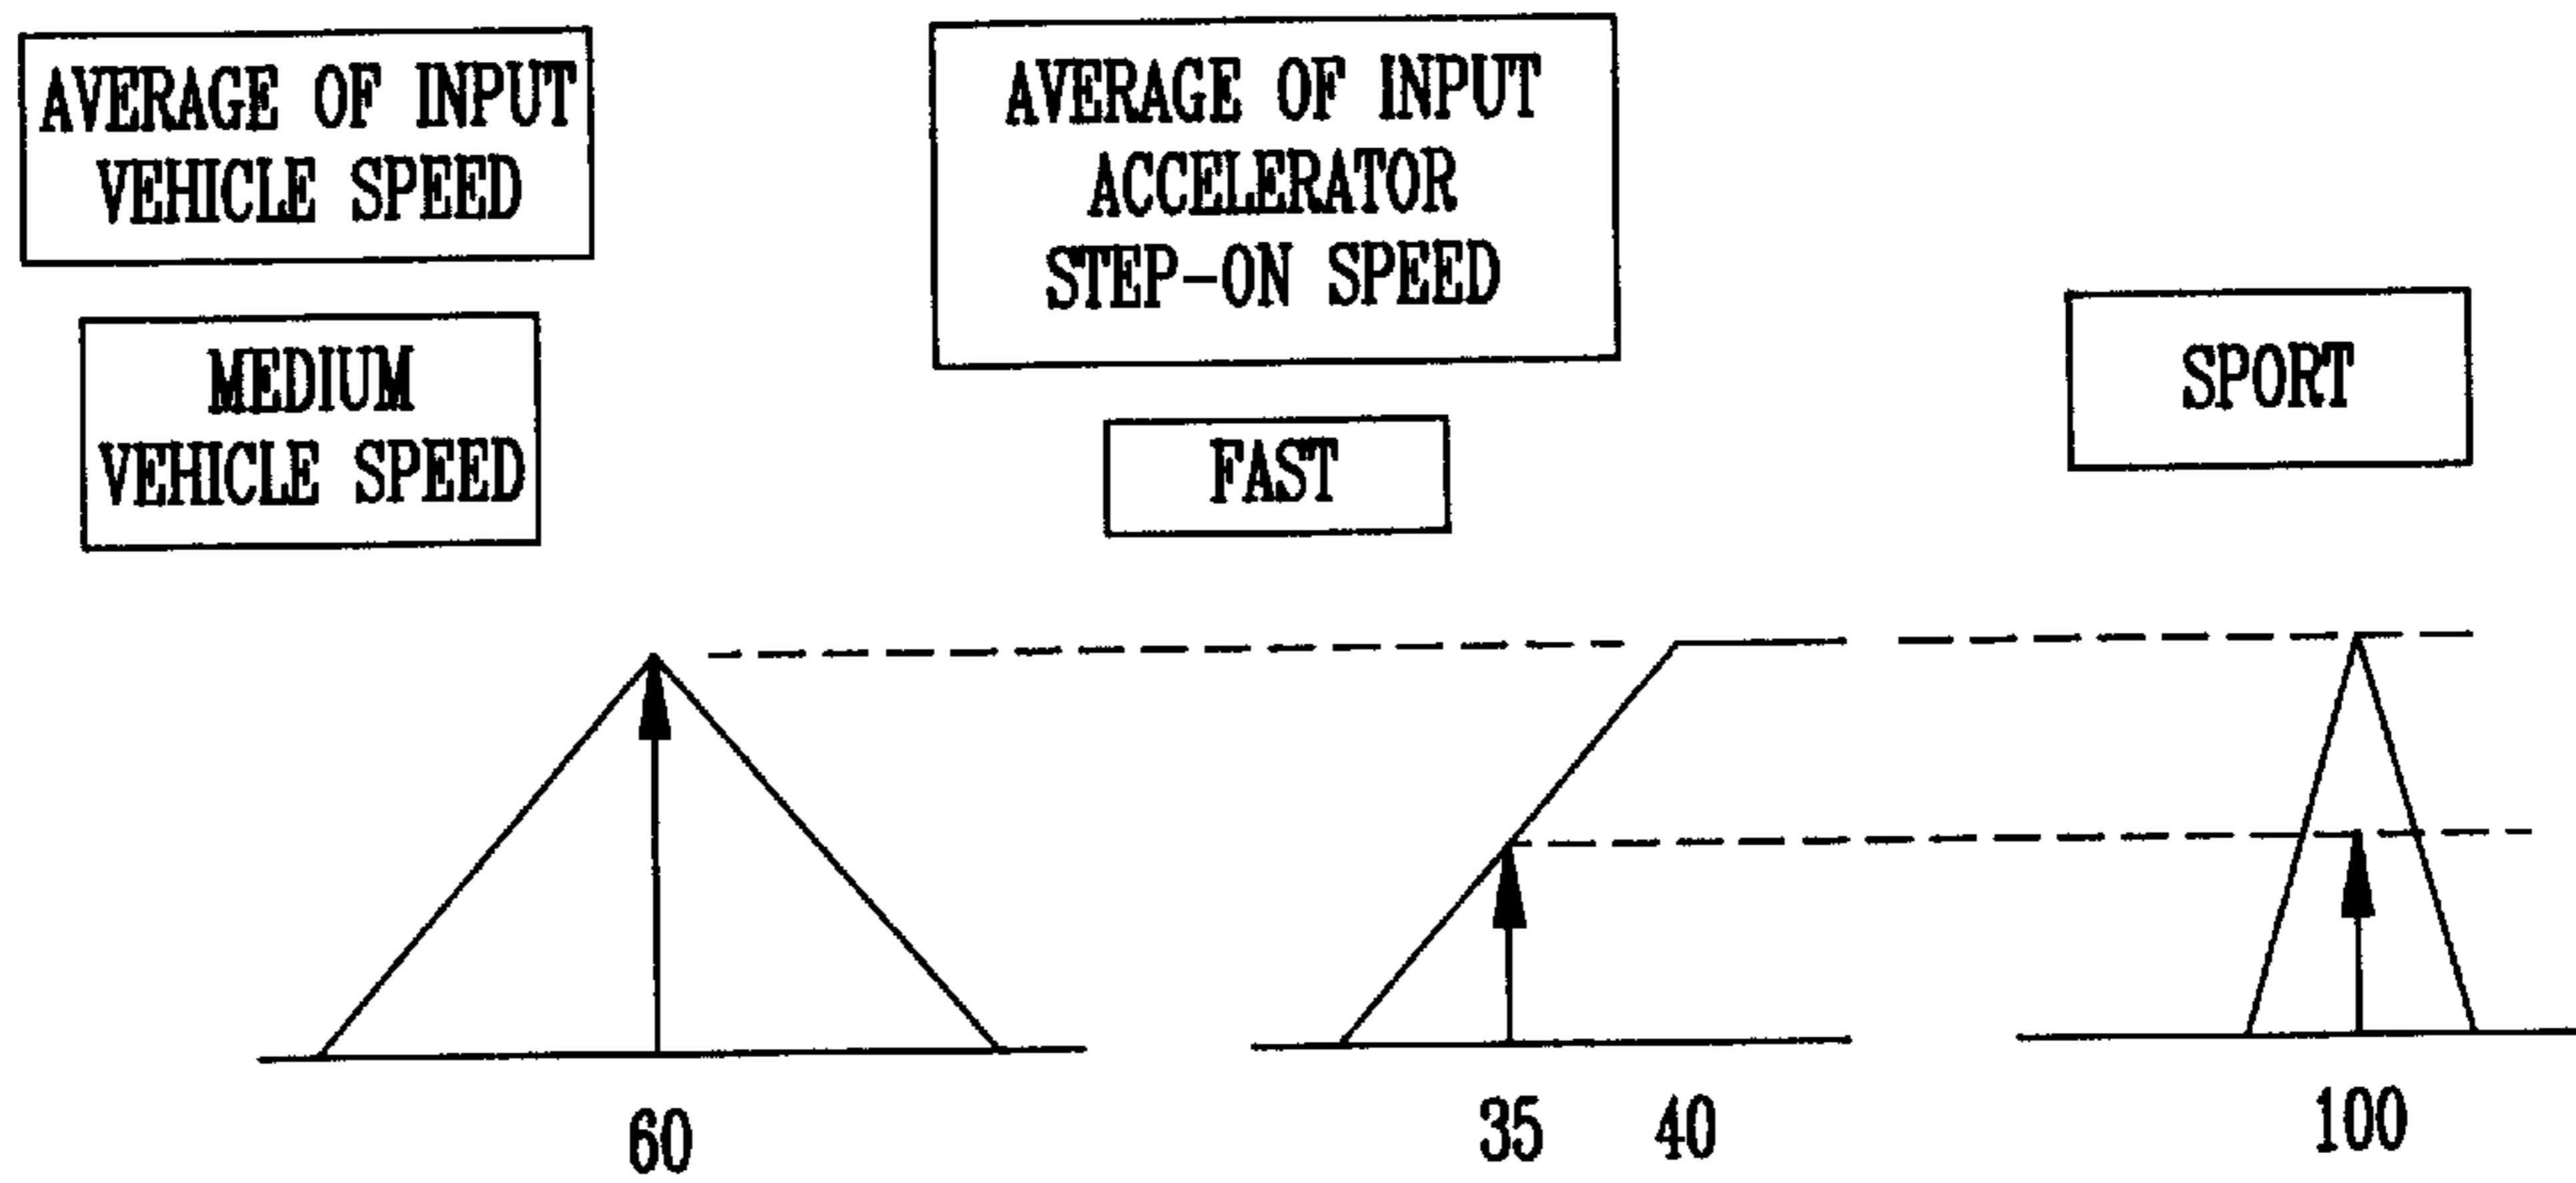 AVERAGE OF INPUT
VEHICLE SPEED
MEDIUM
VEHICLE SPEED
AVERAGE OF INPUT
ACCELERATOR
STEP-ON SPEED
FAST
SPORT
60
35
40
100